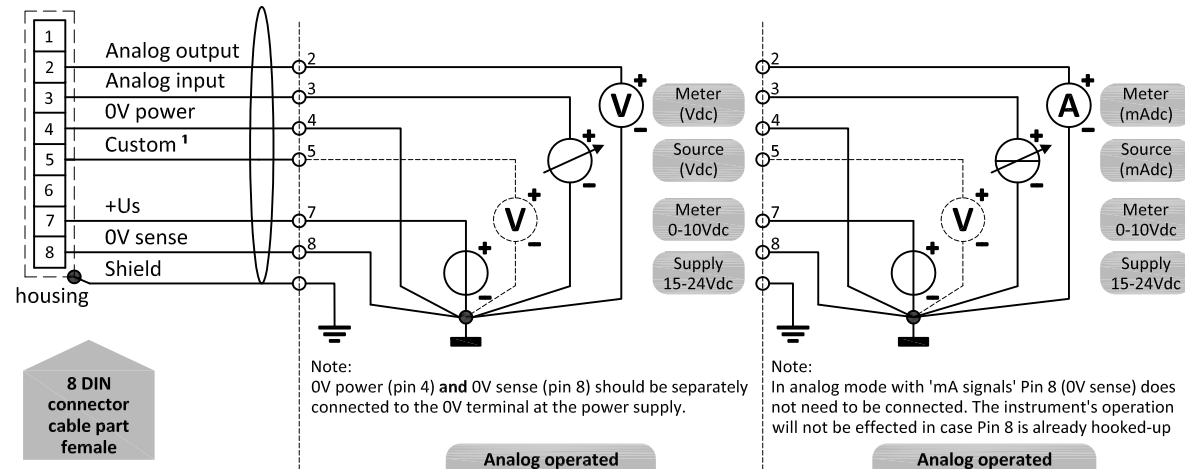 1
2
3
4
5
6
7
8
Analog output
Analog input
0V power
Custom ¹
+Us
0V sense
Shield
housing
8 DIN
connector
cable part
female
2
3
4
5
7
8
V
+
−
+
−
V
+
−
+
−
Meter
(Vdc)
Source
(Vdc)
Meter
0-10Vdc
Supply
15-24Vdc
Note:
0V power (pin 4) and 0V sense (pin 8) should be separately
connected to the 0V terminal at the power supply.
Analog operated
2
3
4
5
7
8
A
+
−
+
−
V
+
−
+
−
Meter
(mAdc)
Source
(mAdc)
Meter
0-10Vdc
Supply
15-24Vdc
Note:
In analog mode with 'mA signals' Pin 8 (0V sense) does
not need to be connected. The instrument's operation
will not be effected in case Pin 8 is already hooked-up
Analog operated